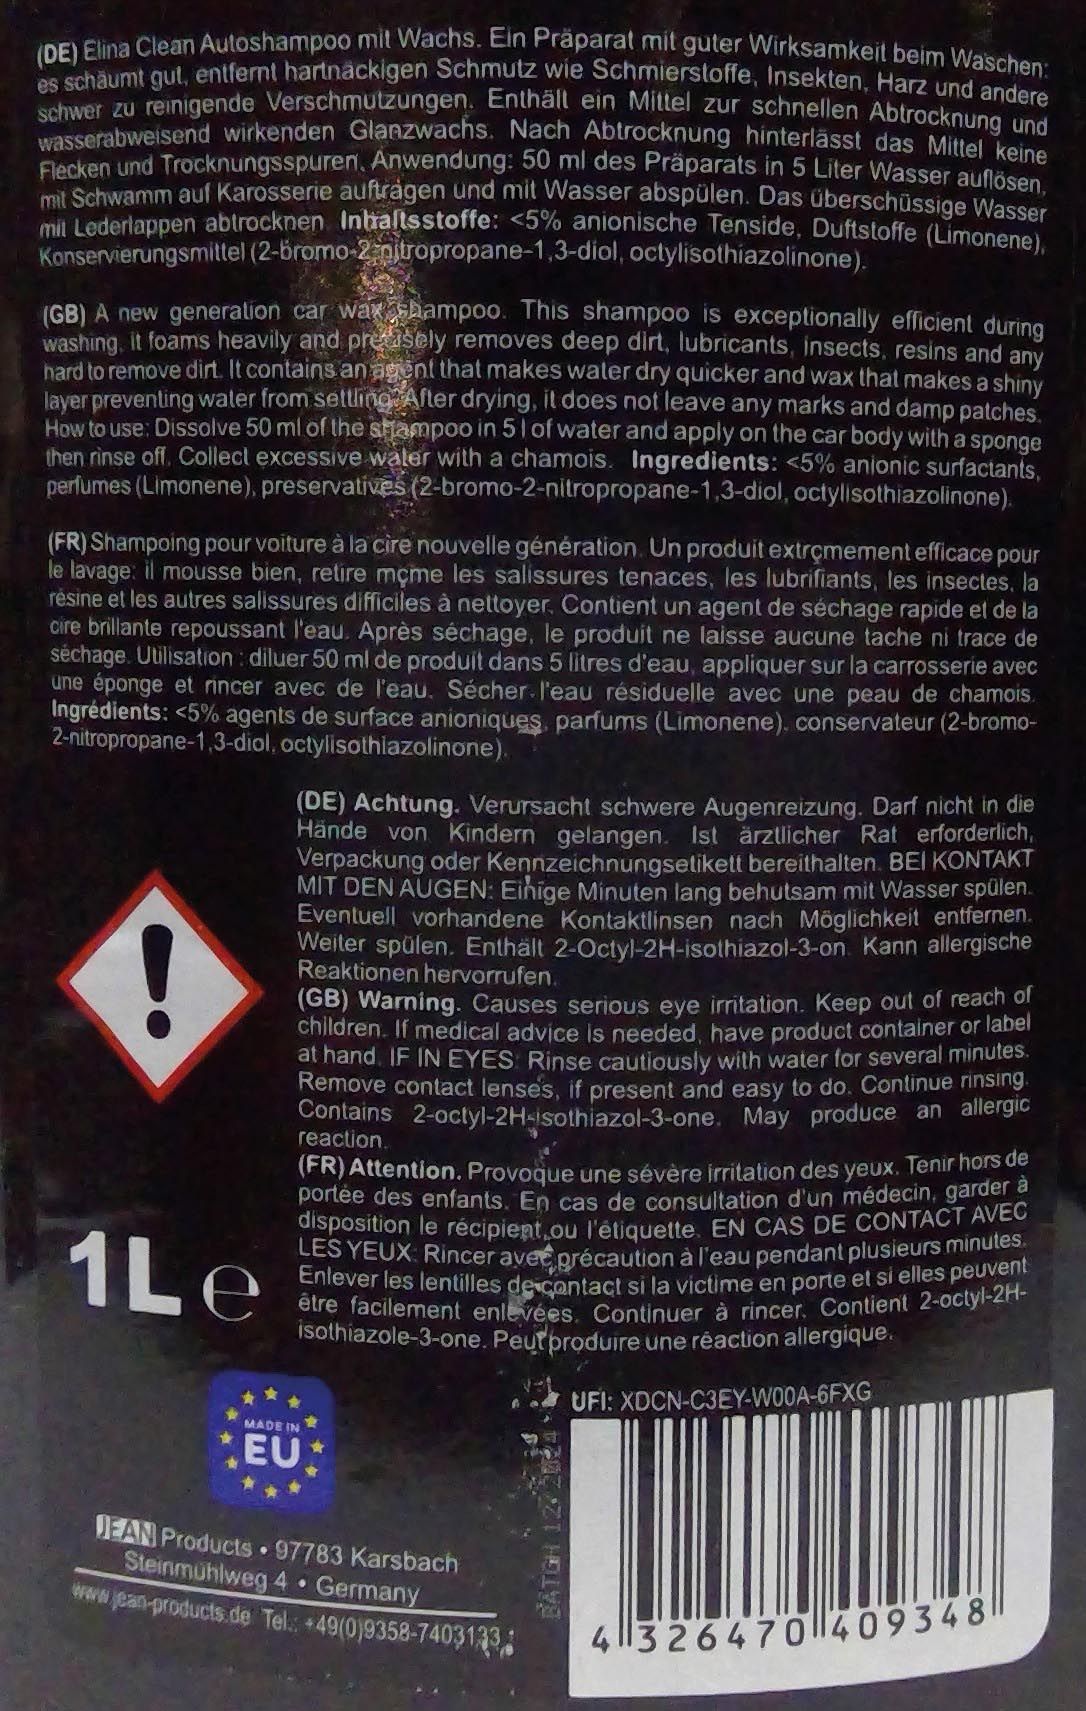 (DE) Elina Clean Autoshampoo mit Wachs. Ein Präparat mit guter Wirksamkeit beim Waschen:
es schäumt gut, entfernt hartnäckigen Schmutz wie Schmierstoffe, Insekten, Harz und andere
schwer zu reinigende Verschmutzungen. Enthält ein Mittel zur schnellen Abtrocknung und
wasserabweisend wirkenden Glanzwachs. Nach Abtrocknung hinterlässt das Mittel keine
Flecken und Trocknungsspuren. Anwendung: 50 ml des Präparats in 5 Liter Wasser auflösen,
mit Schwamm auf Karosserie auftragen und mit Wasser abspülen. Das überschüssige Wasser
mit Lederlappen abtrocknen. Inhaltsstoffe: <5% anionische Tenside, Duftstoffe (Limonene),
Konservierungsmittel (2-bromo-2-nitropropane-1,3-diol, octylisothiazolinone).
(GB) A new generation car wax shampoo. This shampoo is exceptionally efficient during
washing, it foams heavily and precisely removes deep dirt, lubricants, insects, resins and any
hard to remove dirt. It contains an agent that makes water dry quicker and wax that makes a shiny
layer preventing water from settling. After drying, it does not leave any marks and damp patches.
How to use: Dissolve 50 ml of the shampoo in 5 l of water and apply on the car body with a sponge
then rinse off. Collect excessive water with a chamois. Ingredients: <5% anionic surfactants,
perfumes (Limonene), preservatives (2-bromo-2-nitropropane-1,3-diol, octylisothiazolinone).
(FR) Shampoing pour voiture à la cire nouvelle génération. Un produit extrçmement efficace pour
le lavage: il mousse bien, retire mçme les salissures tenaces, les lubrifiants, les insectes, la
résine et les autres salissures difficiles à nettoyer. Contient un agent de séchage rapide et de la
cire brillante repoussant l'eau. Après séchage, le produit ne laisse aucune tache ni trace de
séchage. Utilisation : diluer 50 ml de produit dans 5 litres d'eau, appliquer sur la carrosserie avec
une éponge et rincer avec de l'eau. Sécher l'eau résiduelle avec une peau de chamois.
Ingrédients: <5% agents de surface anioniques, parfums (Limonene), conservateur (2-bromo-
2-nitropropane-1,3-diol, octylisothiazolinone).
(DE) Achtung. Verursacht schwere Augenreizung. Darf nicht in die
Hände von Kindern gelangen. Ist ärztlicher Rat erforderlich,
Verpackung oder Kennzeichnungsetikett bereithalten. BEI KONTAKT
MIT DEN AUGEN: Einige Minuten lang behutsam mit Wasser spülen.
Eventuell vorhandene Kontaktlinsen nach Möglichkeit entfernen.
Weiter spülen. Enthält 2-Octyl-2H-isothiazol-3-on. Kann allergische
Reaktionen hervorrufen.
(GB) Warning. Causes serious eye irritation. Keep out of reach of
children. If medical advice is needed, have product container or label
at hand. IF IN EYES: Rinse cautiously with water for several minutes.
Remove contact lenses, if present and easy to do. Continue rinsing.
Contains 2-octyl-2H-isothiazol-3-one. May produce an allergic
reaction.
(FR) Attention. Provoque une sévère irritation des yeux. Tenir hors de
portée des enfants. En cas de consultation d'un médecin, garder à
disposition le récipient ou l'étiquette. EN CAS DE CONTACT AVEC
LES YEUX: Rincer avec précaution à l'eau pendant plusieurs minutes.
Enlever les lentilles de contact si la victime en porte et si elles peuvent
être facilement enlevées. Continuer à rincer. Contient 2-octyl-2H-
isothiazole-3-one. Peut produire une réaction allergique.
1L e
UFI: XDCN-C3EY-W00A-6FXG
MADE IN
EU
JEAN Products • 97783 Karsbach
Steinmühlweg 4 • Germany
www.jean-products.de Tel.: +49(0)9358-7403133
BATCH 12.2024
4 326470 409348